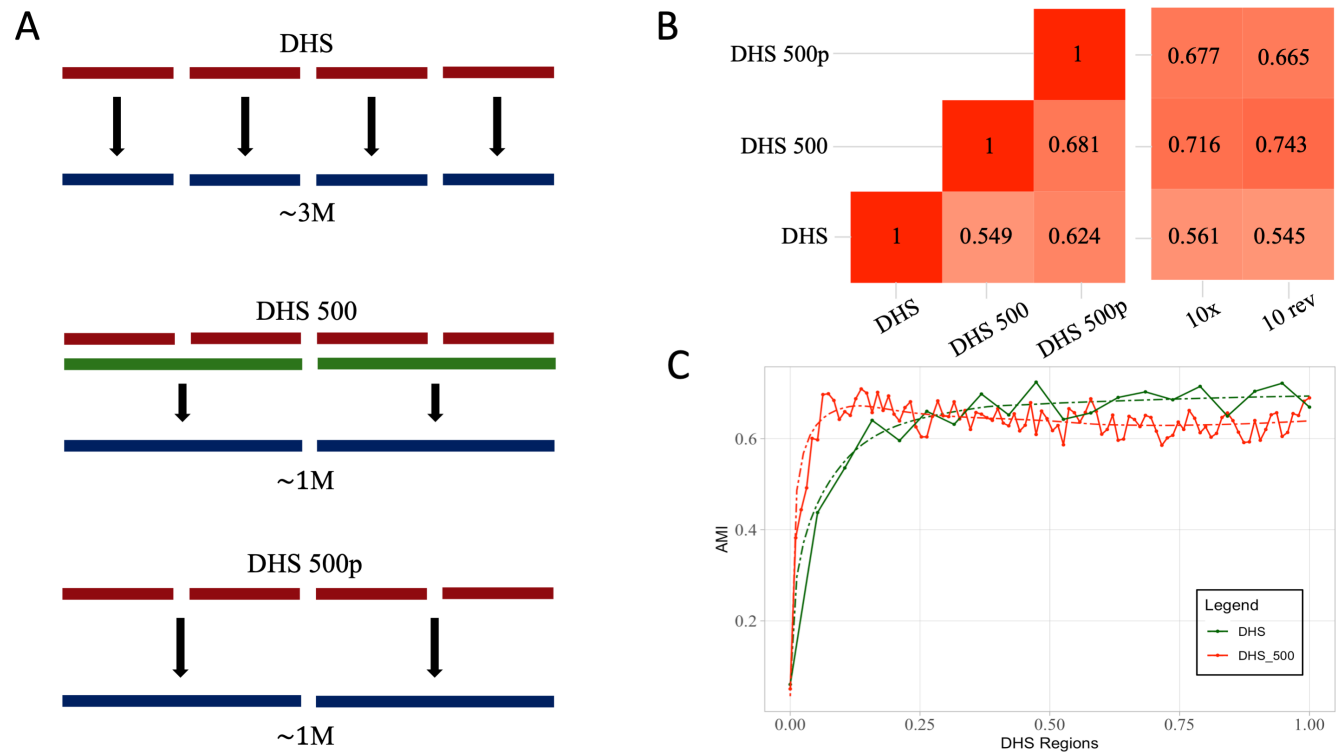 A
DHS
~3M
DHS 500
~1M
DHS 500p
~1M
B
DHS 500p
1
0.677
0.665
DHS 500
1
0.681
0.716
0.743
DHS
1
0.549
0.624
0.561
0.545
DHS
DHS 500
DHS 500p
10x
10 rev
C
AMI
0.6
0.4
0.2
0.00
0.25
0.50
0.75
1.00
DHS Regions
Legend
DHS
DHS_500